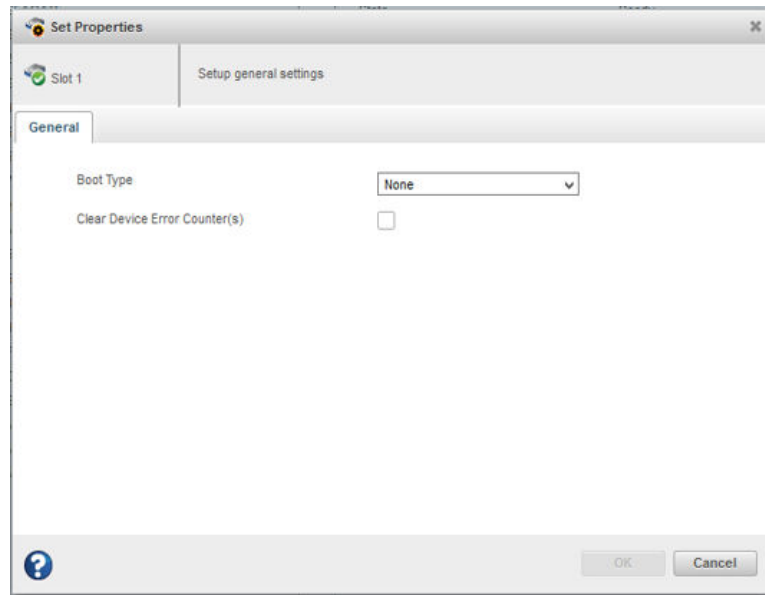 Set Properties
Slot 1
Setup general settings
General
Boot Type
None
Clear Device Error Counter(s)
?
OK
Cancel